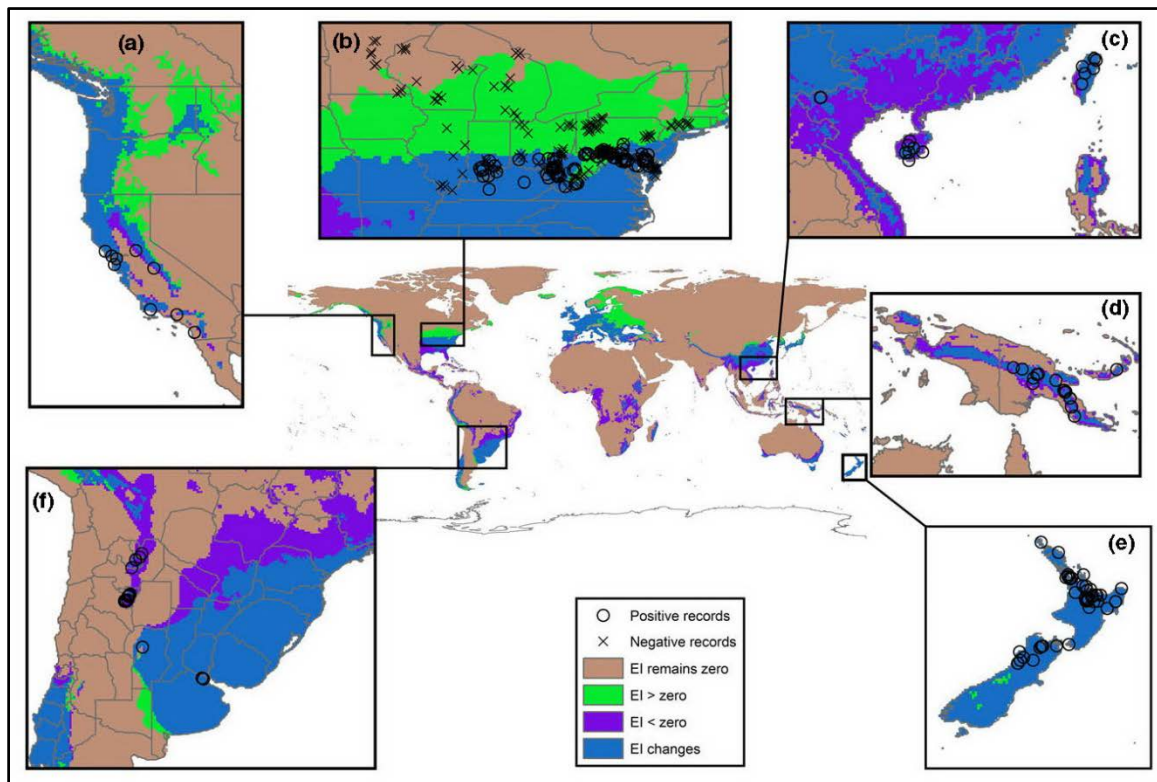 (a)
(b)
(c)
(d)
(e)
(f)
Positive records
Negative records
EI remains zero
EI > zero
EI < zero
EI changes